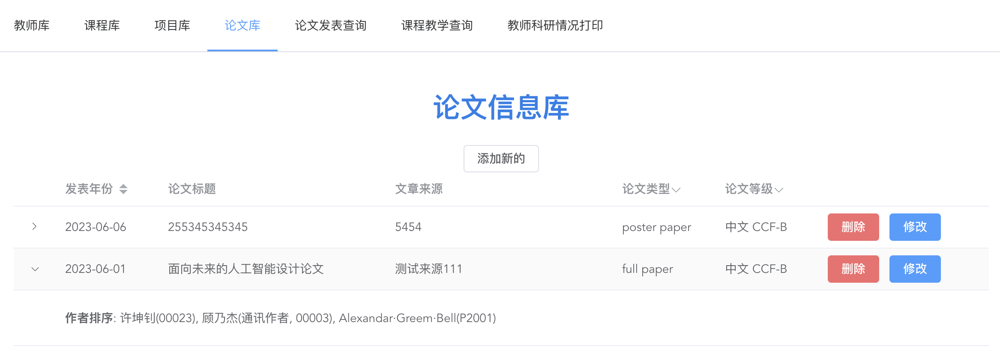 教师库 课程库 项目库 论文库 论文发表查询 课程教学查询 教师科研情况打印
论文信息库
添加新的
发表年份 论文标题 文章来源 论文类型 论文等级
2023-06-06 255345345345 5454 poster paper 中文 CCF-B 删除 修改
2023-06-01 面向未来的人工智能设计论文 测试来源111 full paper 中文 CCF-B 删除 修改
作者排序: 许坤钊(00023), 顾乃杰(通讯作者, 00003), Alexandar·Greem·Bell(P2001)